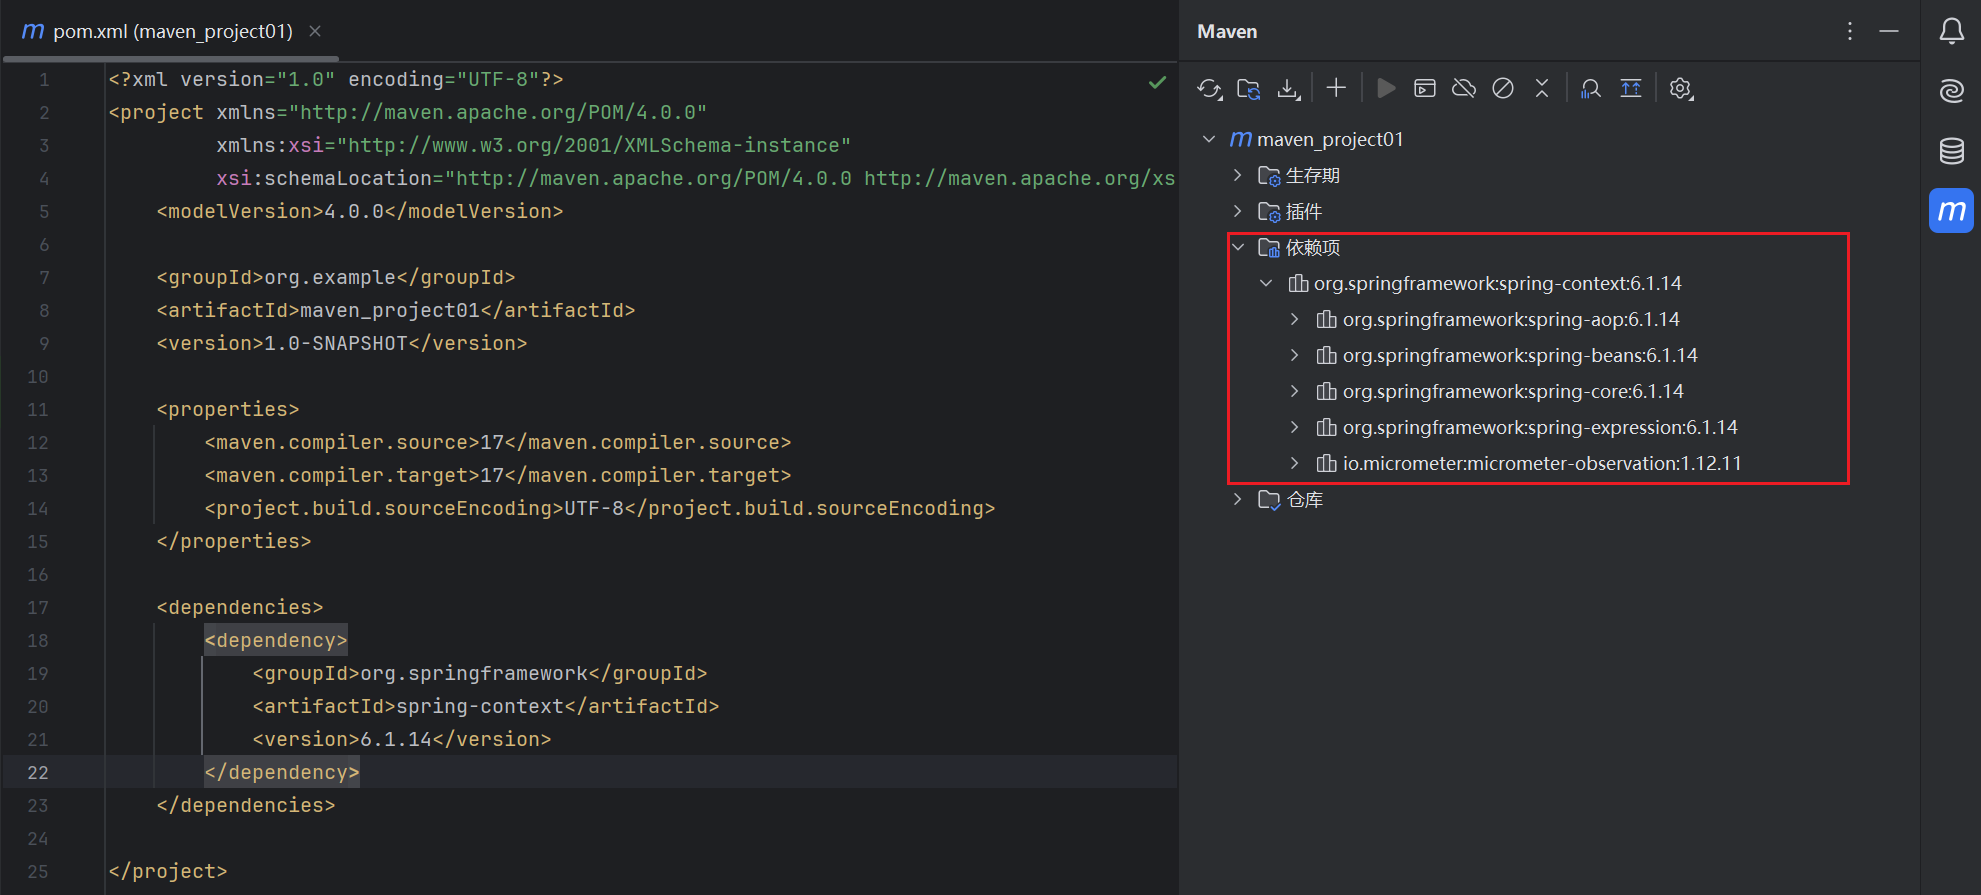 m pom.xml (maven_project01)
1 <?xml version="1.0" encoding="UTF-8"?>
2 <project xmlns="http://maven.apache.org/POM/4.0.0"
3 xmlns:xsi="http://www.w3.org/2001/XMLSchema-instance"
4 xsi:schemaLocation="http://maven.apache.org/POM/4.0.0 http://maven.apache.org/xs
5 <modelVersion>4.0.0</modelVersion>
6
7 <groupId>org.example</groupId>
8 <artifactId>maven_project01</artifactId>
9 <version>1.0-SNAPSHOT</version>
10
11 <properties>
12 <maven.compiler.source>17</maven.compiler.source>
13 <maven.compiler.target>17</maven.compiler.target>
14 <project.build.sourceEncoding>UTF-8</project.build.sourceEncoding>
15 </properties>
16
17 <dependencies>
18 <dependency>
19 <groupId>org.springframework</groupId>
20 <artifactId>spring-context</artifactId>
21 <version>6.1.14</version>
22 </dependency>
23 </dependencies>
24
25 </project>
Maven
m maven_project01
生存期
插件
依赖项
org.springframework:spring-context:6.1.14
org.springframework:spring-aop:6.1.14
org.springframework:spring-beans:6.1.14
org.springframework:spring-core:6.1.14
org.springframework:spring-expression:6.1.14
io.micrometer:micrometer-observation:1.12.11
仓库
m